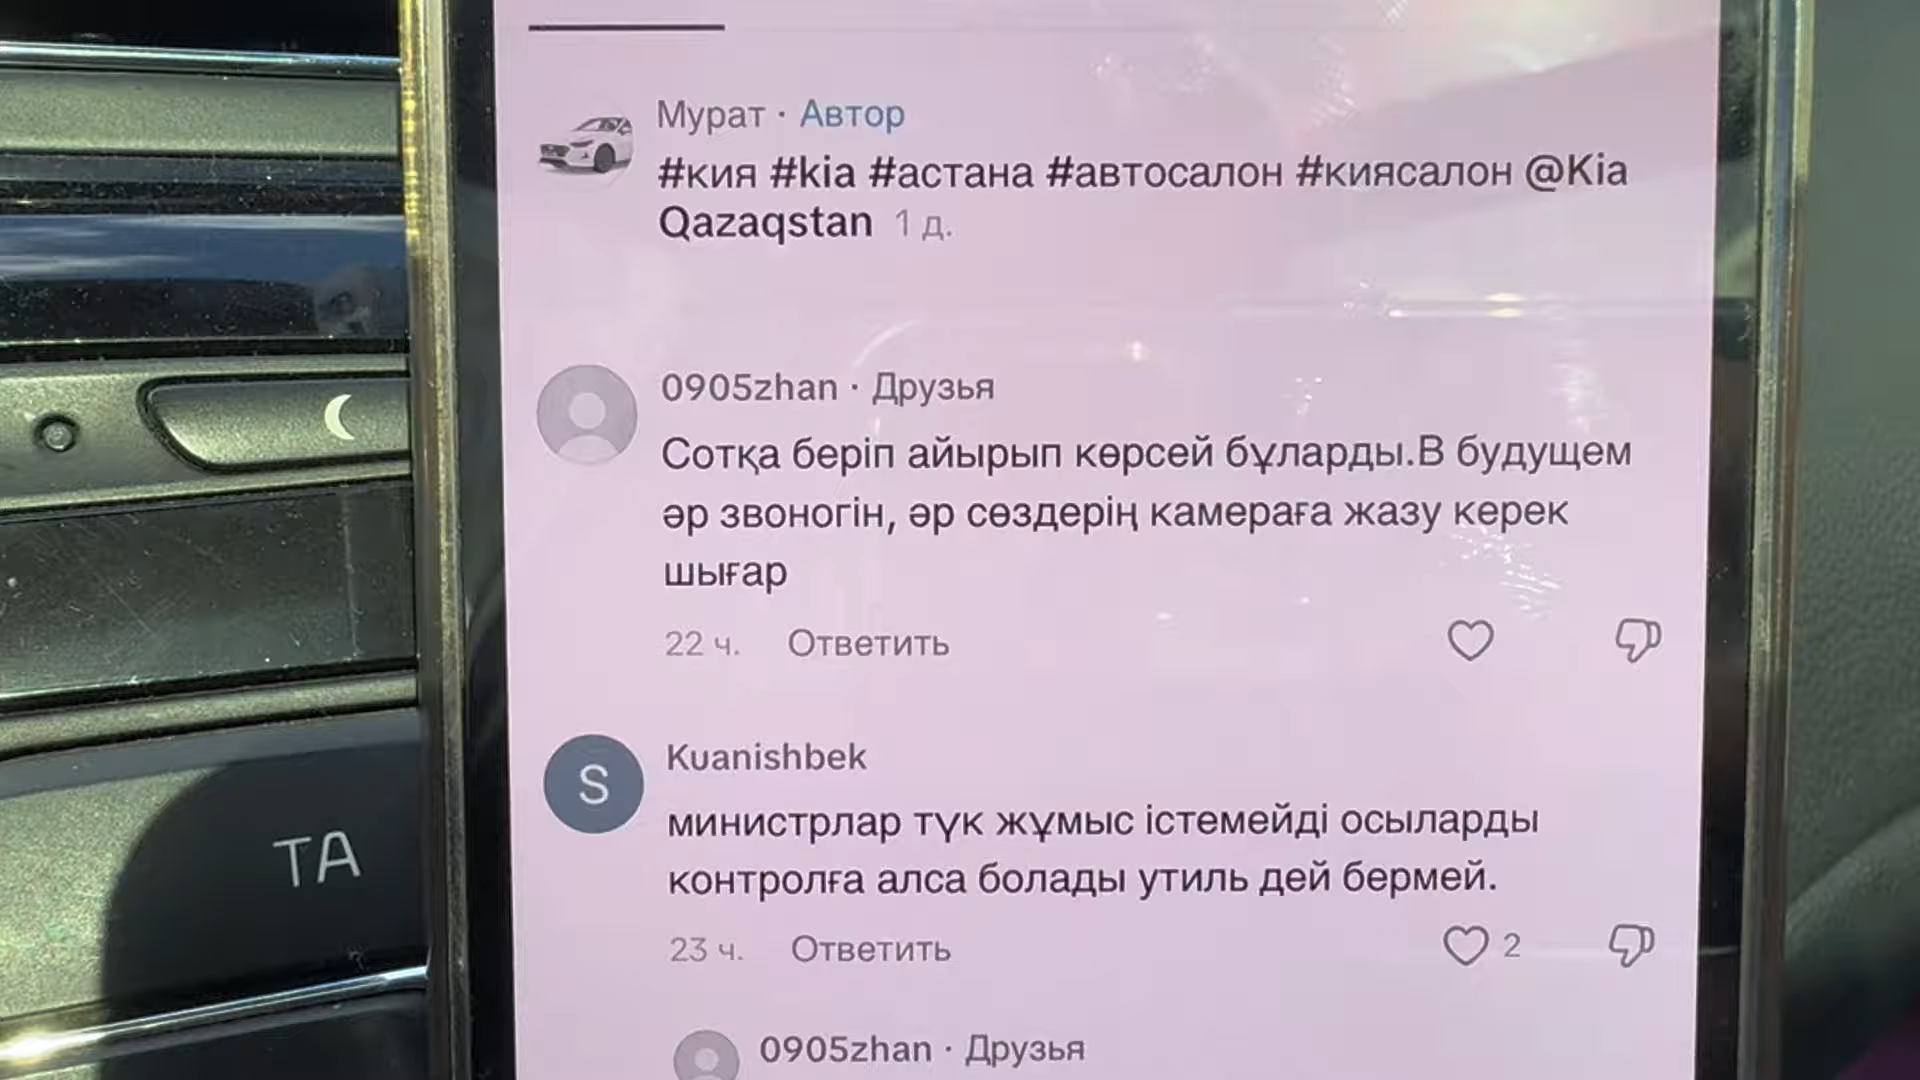 Мурат · Автор
#кия #kia #астана #автосалон #киясалон @Kia
Qazaqstan 1 д.
0905zhan · Друзья
Сотқа беріп айырып көрсей бұларды.В будущем
әр звоногін, әр сөздерің камераға жазу керек
шығар
22 ч. Ответить
S
Kuanishbek
министрлар түк жұмыс істемейді осыларды
контролға алса болады утиль дей бермей.
23 ч. Ответить 2
0905zhan · Друзья
TA